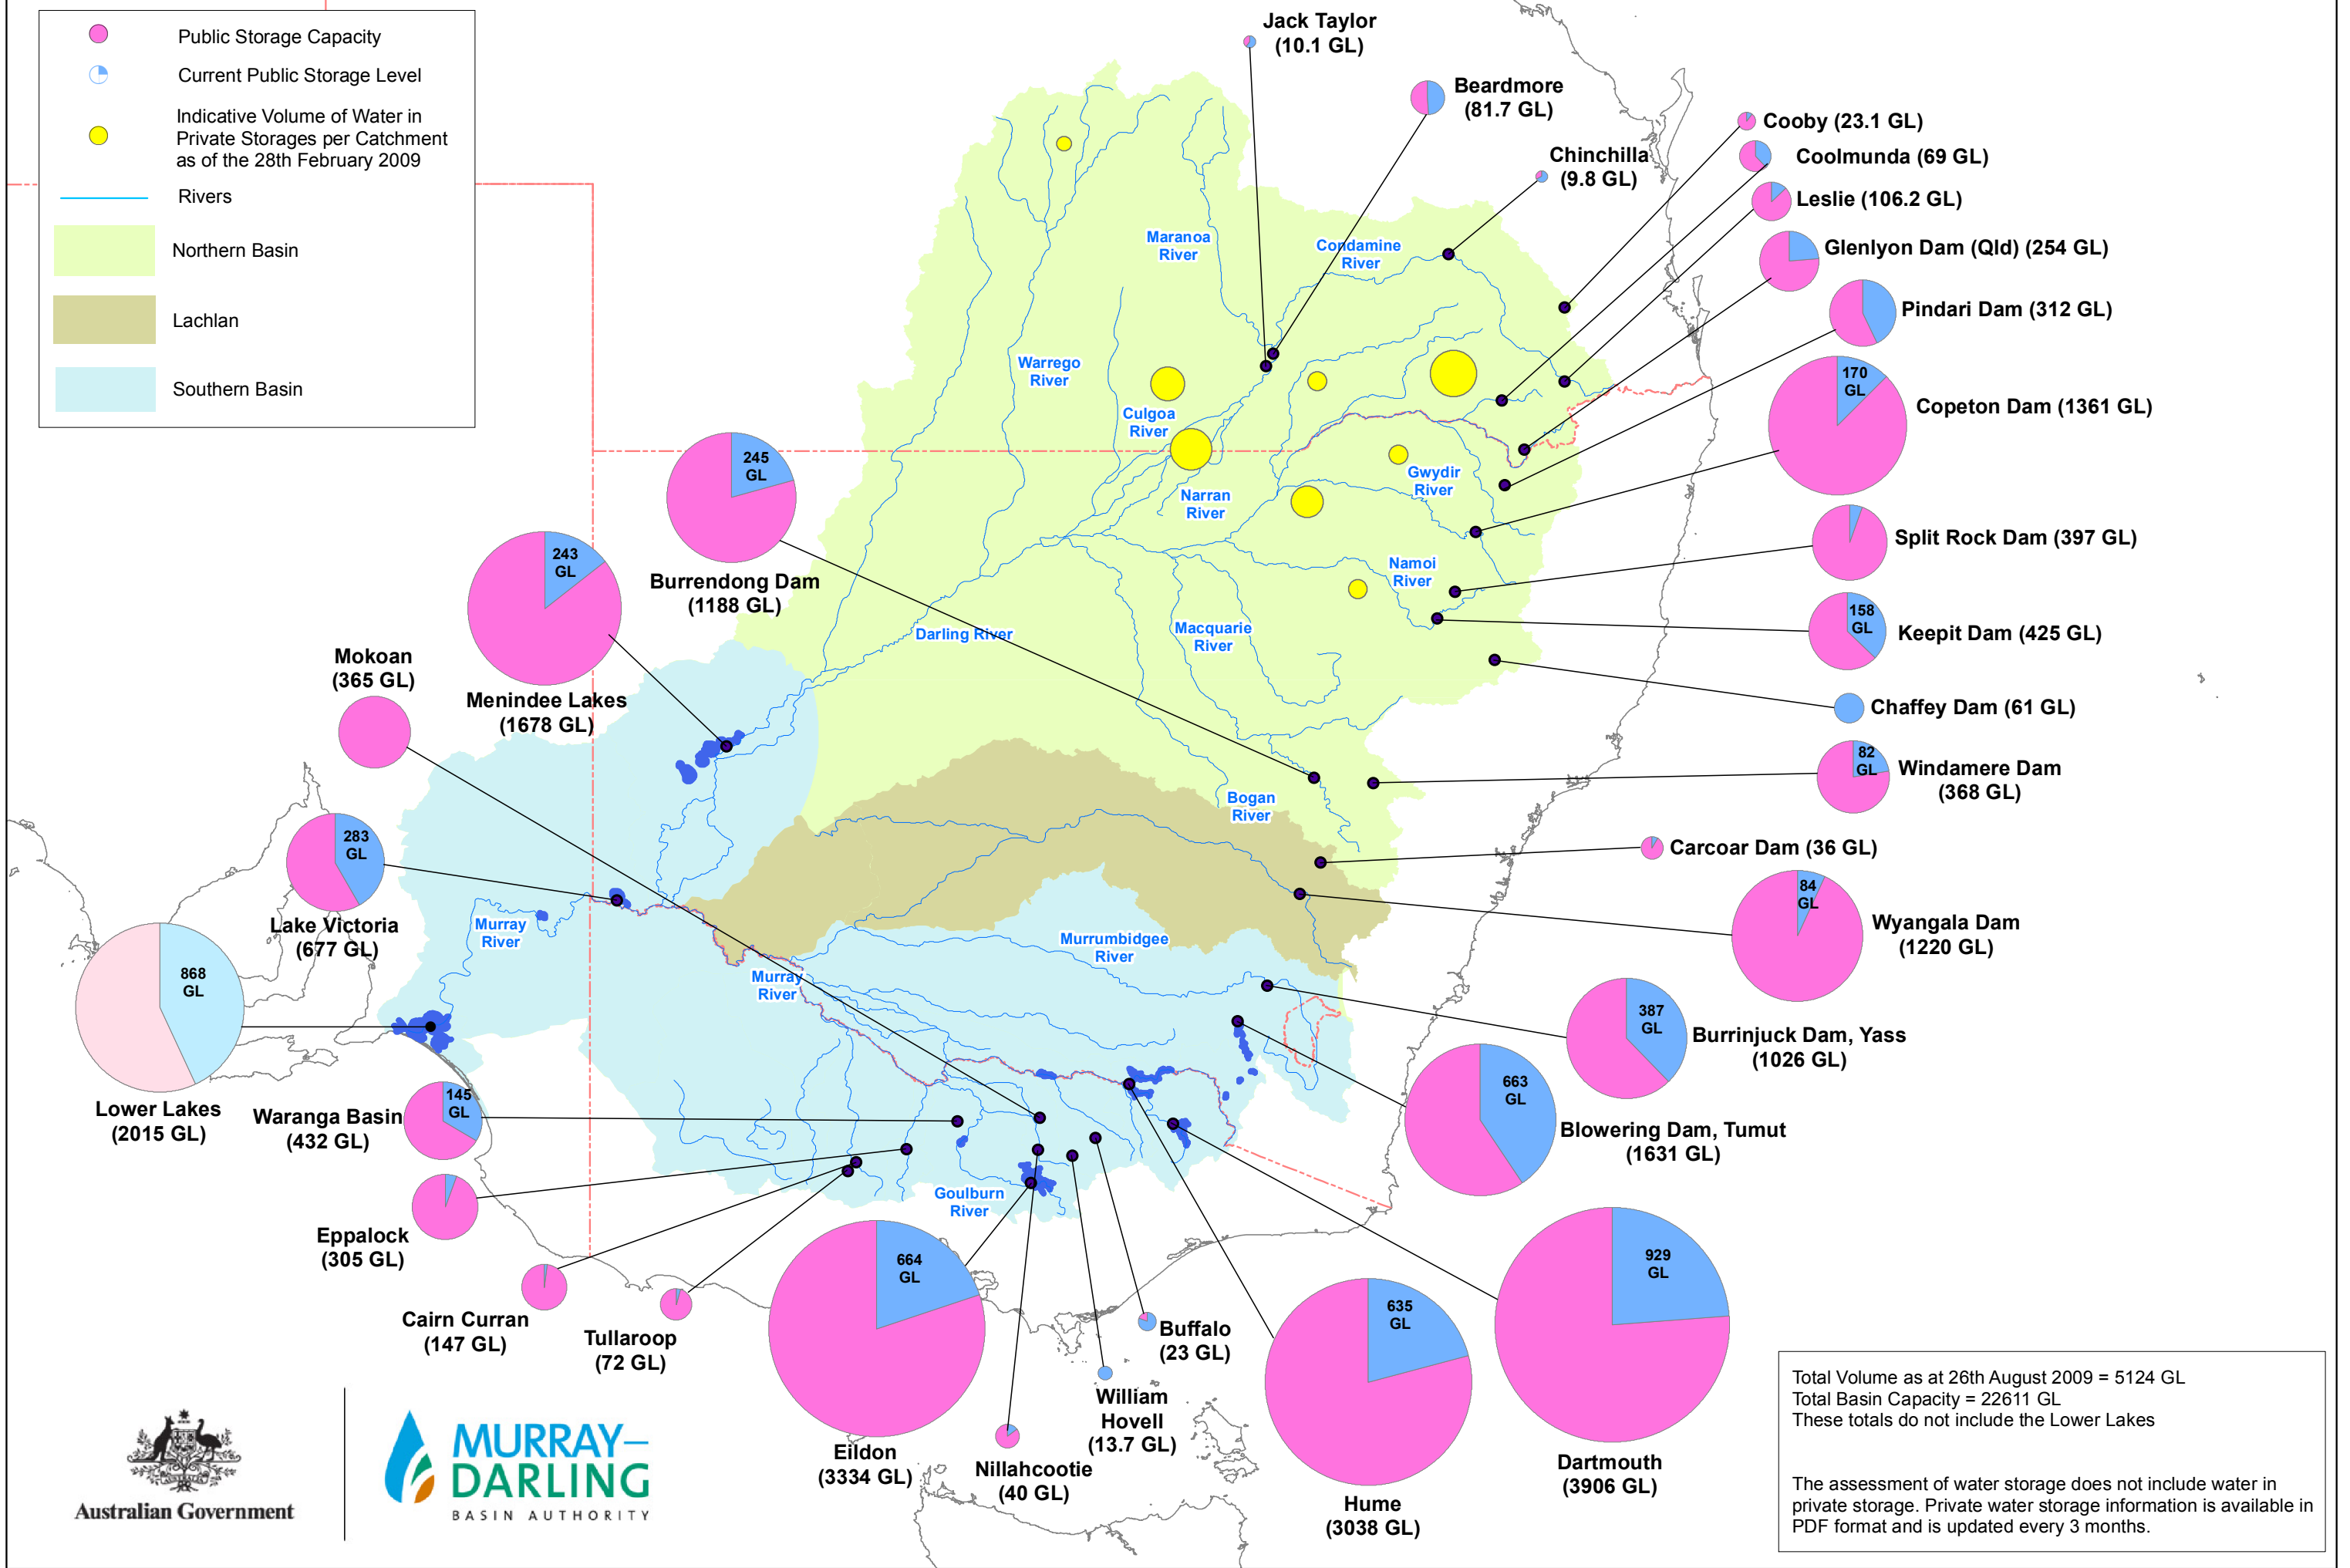 Public Storage Capacity
Current Public Storage Level
Indicative Volume of Water in
Private Storages per Catchment
as of the 28th February 2009
Rivers
Northern Basin
Lachlan
Southern Basin
Jack Taylor
(10.1 GL)
Beardmore
(81.7 GL)
Chinchilla
(9.8 GL)
Cooby (23.1 GL)
Coolmunda (69 GL)
Leslie (106.2 GL)
Glenlyon Dam (Qld) (254 GL)
Pindari Dam (312 GL)
170
GL
Copeton Dam (1361 GL)
Split Rock Dam (397 GL)
158
GL
Keepit Dam (425 GL)
Chaffey Dam (61 GL)
82
GL
Windamere Dam
(368 GL)
Carcoar Dam (36 GL)
84
GL
Wyangala Dam
(1220 GL)
387
GL
Burrinjuck Dam, Yass
(1026 GL)
663
GL
Blowering Dam, Tumut
(1631 GL)
929
GL
Dartmouth
(3906 GL)
635
GL
Hume
(3038 GL)
Buffalo
(23 GL)
William
Hovell
(13.7 GL)
Nillahcootie
(40 GL)
664
GL
Eildon
(3334 GL)
Tullaroop
(72 GL)
Cairn Curran
(147 GL)
Eppalock
(305 GL)
145
GL
Waranga Basin
(432 GL)
868
GL
Lower Lakes
(2015 GL)
283
GL
Lake Victoria
(677 GL)
Mokoan
(365 GL)
243
GL
Menindee Lakes
(1678 GL)
245
GL
Burrendong Dam
(1188 GL)
Maranoa
River
Condamine
River
Warrego
River
Culgoa
River
Narran
River
Gwydir
River
Namoi
River
Macquarie
River
Darling River
Bogan
River
Murray
River
Murrumbidgee
River
Murray
River
Goulburn
River
Australian Government
MURRAY–
DARLING
BASIN AUTHORITY
Total Volume as at 26th August 2009 = 5124 GL
Total Basin Capacity = 22611 GL
These totals do not include the Lower Lakes
The assessment of water storage does not include water in
private storage. Private water storage information is available in
PDF format and is updated every 3 months.